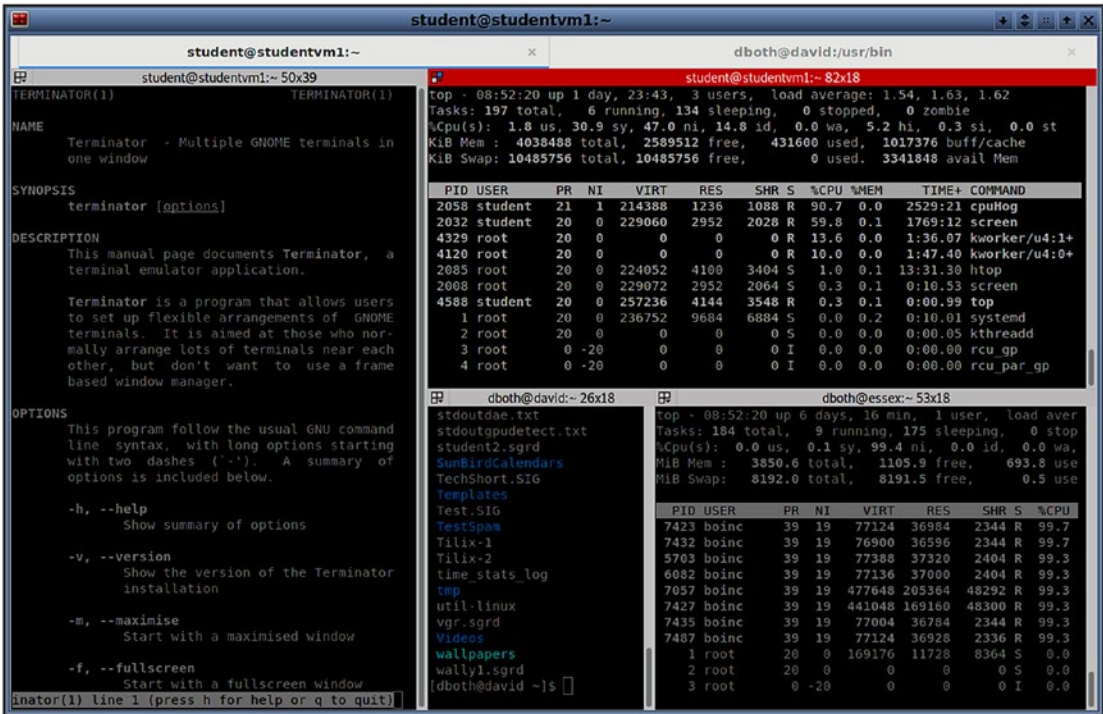 student@studentvm1:~
student@studentvm1:~ × dboth@david:/usr/bin ×
student@studentvm1:~ 50x39
TERMINATOR(1) TERMINATOR(1)
NAME
Terminator - Multiple GNOME terminals in
one window
SYNOPSIS
terminator [options]
DESCRIPTION
This manual page documents Terminator, a
terminal emulator application.
Terminator is a program that allows users
to set up flexible arrangements of GNOME
terminals. It is aimed at those who nor-
mally arrange lots of terminals near each
other, but don't want to use a frame
based window manager.
OPTIONS
This program follow the usual GNU command
line syntax, with long options starting
with two dashes (`-'). A summary of
options is included below.
-h, --help
Show summary of options
-v, --version
Show the version of the Terminator
installation
-m, --maximise
Start with a maximised window
-f, --fullscreen
Start with a fullscreen window
inator(1) line 1 (press h for help or q to quit)
student@studentvm1:~ 82x18
top - 08:52:20 up 1 day, 23:43, 3 users, load average: 1.54, 1.63, 1.62
Tasks: 197 total, 6 running, 134 sleeping, 0 stopped, 0 zombie
%Cpu(s): 1.8 us, 30.9 sy, 47.0 ni, 14.8 id, 0.0 wa, 5.2 hi, 0.3 si, 0.0 st
KiB Mem : 4038488 total, 2589512 free, 431600 used, 1017376 buff/cache
KiB Swap: 10485756 total, 10485756 free, 0 used. 3341848 avail Mem
PID USER PR NI VIRT RES SHR S %CPU %MEM TIME+ COMMAND
2058 student 21 1 214388 1236 1088 R 90.7 0.0 2529:21 cpuHog
2032 student 20 0 229060 2952 2028 R 59.8 0.1 1769:12 screen
4329 root 20 0 0 0 0 R 13.6 0.0 1:36.07 kworker/u4:1+
4120 root 20 0 0 0 0 R 10.0 0.0 1:47.40 kworker/u4:0+
2085 root 20 0 224052 4100 3404 S 1.0 0.1 13:31.30 htop
2008 root 20 0 229072 2952 2064 S 0.3 0.1 0:10.53 screen
4588 student 20 0 257236 4144 3548 R 0.3 0.1 0:00.99 top
1 root 20 0 236752 9684 6884 S 0.0 0.2 0:10.01 systemd
2 root 20 0 0 0 0 S 0.0 0.0 0:00.05 kthreadd
3 root 0 -20 0 0 0 I 0.0 0.0 0:00.00 rcu_gp
4 root 0 -20 0 0 0 I 0.0 0.0 0:00.00 rcu_par_gp
dboth@david:~ 26x18
stdoutdae.txt
stdoutgpudetect.txt
student2.sgrd
SunBirdCalendars
TechShort.SIG
Templates
Test.SIG
TestSpam
Tilix-1
Tilix-2
time_stats_log
tmp
util-linux
vgr.sgrd
Videos
wallpapers
wally1.sgrd
[dboth@david ~]$
dboth@essex:~ 53x18
top - 08:52:20 up 6 days, 16 min, 1 user, load aver
Tasks: 184 total, 9 running, 175 sleeping, 0 stop
%Cpu(s): 0.0 us, 0.1 sy, 99.4 ni, 0.0 id, 0.0 wa,
MiB Mem : 3850.6 total, 1105.9 free, 693.8 use
MiB Swap: 8192.0 total, 8191.5 free, 0.5 use
PID USER PR NI VIRT RES SHR S %CPU
7423 boinc 39 19 77124 36984 2344 R 99.7
7432 boinc 39 19 76900 36596 2344 R 99.7
5703 boinc 39 19 77388 37320 2404 R 99.3
6082 boinc 39 19 77136 37000 2404 R 99.3
7057 boinc 39 19 477648 205364 48292 R 99.3
7427 boinc 39 19 441048 169160 48300 R 99.3
7435 boinc 39 19 77004 36784 2344 R 99.3
7487 boinc 39 19 77124 36928 2336 R 99.3
1 root 20 0 169176 11728 8364 S 0.0
2 root 20 0 0 0 0 S 0.0
3 root 0 -20 0 0 0 I 0.0